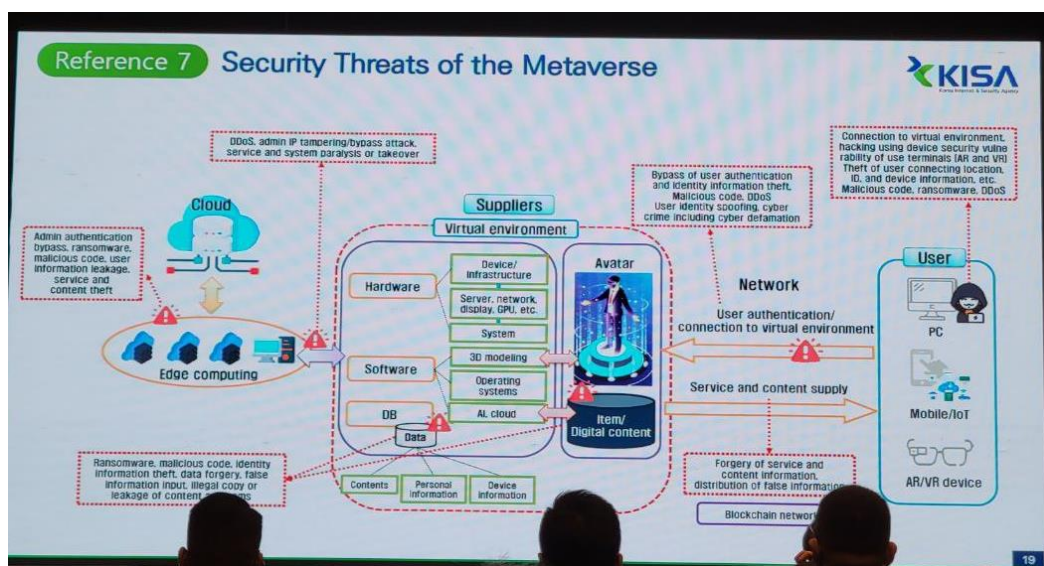 Reference 7
Security Threats of the Metaverse
KISA
Korea Internet & Security Agency
DDoS, admin IP tampering/bypass attack,
service and system paralysis or takeover
Connection to virtual environment,
hacking using device security vulne
rability of use terminals (AR and VR)
Theft of user connecting location,
ID, and device information, etc.
Malicious code, ransomware, DDoS
Bypass of user authentication
and identity information theft,
Malicious code, DDoS
User identity spoofing, cyber
crime including cyber defamation
Cloud
Suppliers
Virtual environment
Admin authentication
bypass, ransomware,
malicious code, user
information leakage,
service and
content theft
Edge computing
Hardware
Device/
infrastructure
Server, network,
display, GPU, etc.
System
Software
3D modeling
Operating
systems
DB
AI, cloud
Data
Avatar
Item/
Digital content
Network
User authentication/
connection to virtual environment
Service and content supply
User
PC
Mobile/IoT
AR/VR device
Ransomware, malicious code, identity
information theft, data forgery, false
information input, illegal copy or
leakage of content
Contents
Personal
information
Device
information
Forgery of service and
content information,
distribution of false information
Blockchain network
19